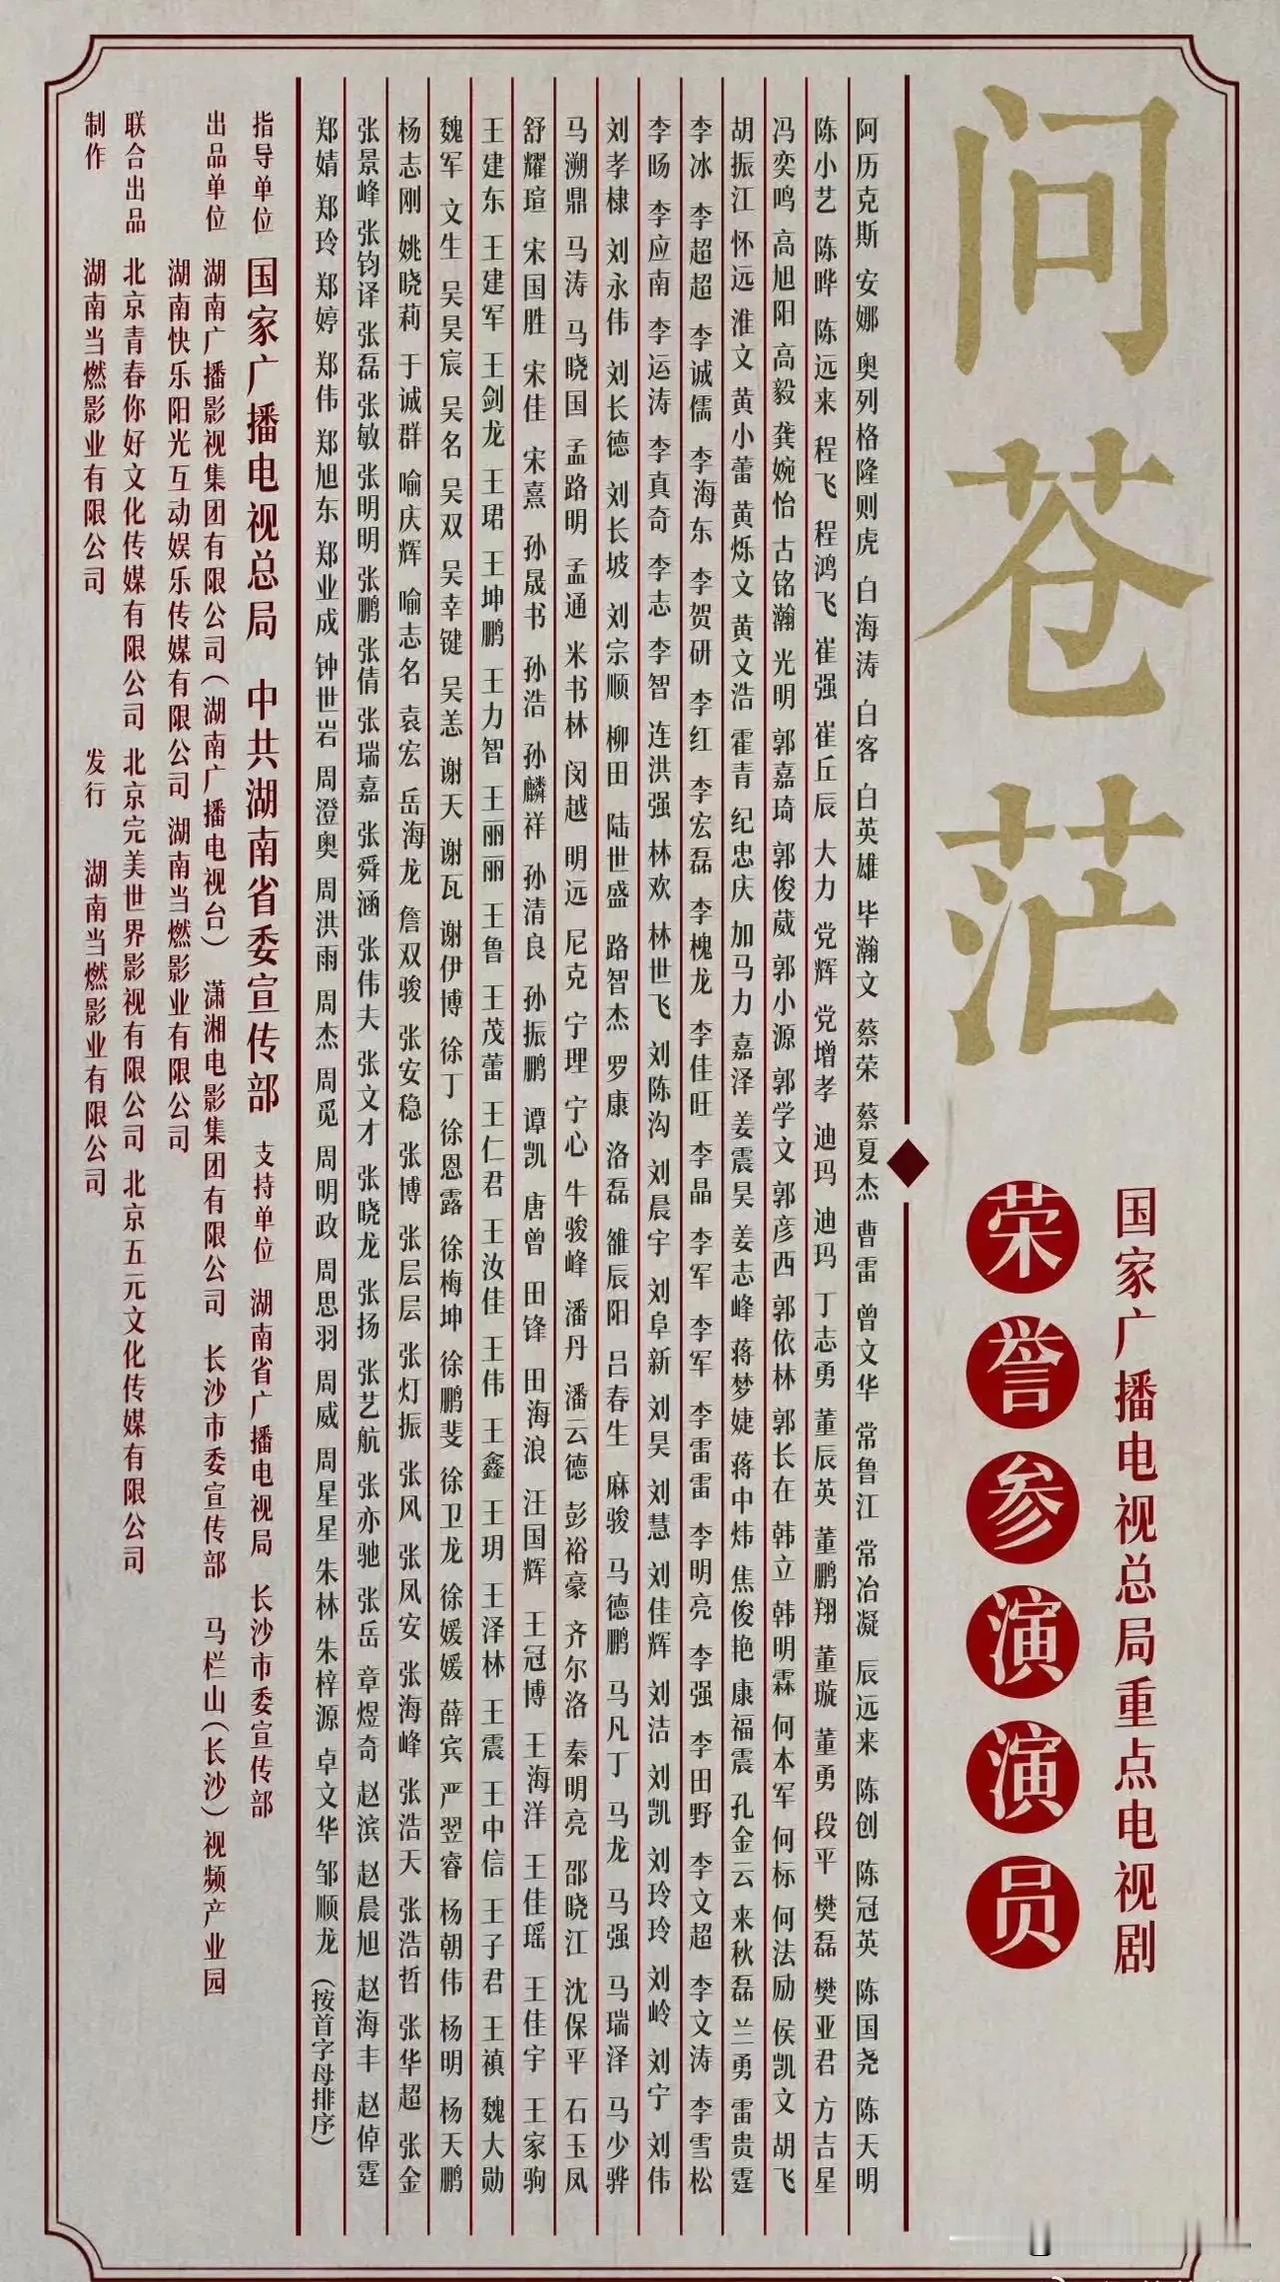 问苍茫
国家广播电视总局重点电视剧
荣誉参演演员
阿历克斯 安娜 奥列格隆则虎 白海涛 白客 白英雄 毕瀚文 蔡荣 蔡夏杰 曹雷 曾文华 常鲁江 常冶凝 辰远来 陈创 陈冠英 陈国尧 陈天明
陈小艺 陈晔 陈远来 程飞 程鸿飞 崔强 崔丘辰 大力 党辉 党增孝 迪玛 迪玛 丁志勇 董辰英 董鹏翔 董璇 董勇 段平 樊磊 樊亚君 方吉星
冯奕鸣 高旭阳 高毅 龚婉怡 古铭瀚 光明 郭嘉琦 郭俊葳 郭小源 郭学文 郭彦西 郭依林 郭长在 韩立 韩明霖 何本军 何标 何法励 侯凯文 胡飞
胡振江 怀远 淮文 黄小蕾 黄烁文 黄文浩 霍青 纪忠庆 加马力 嘉泽 姜震昊 姜志峰 蒋梦婕 蒋中炜 焦俊艳 康福震 孔金云 来秋磊 兰勇 雷贵霆
李冰 李超超 李诚儒 李海东 李贺研 李红 李宏磊 李槐龙 李佳旺 李晶 李军 李军 李雷雷 李明亮 李强 李田野 李文超 李文涛 李雪松
李旸 李应南 李运涛 李真奇 李志 李智 连洪强 林欢 林世飞 刘陈沟 刘晨宇 刘阜新 刘昊 刘慧 刘佳辉 刘洁 刘凯 刘玲玲 刘岭 刘宁 刘伟
刘孝棣 刘永伟 刘长德 刘长坡 刘宗顺 柳田 陆世盛 路智杰 罗康 洛磊 雒辰阳 吕春生 麻骏 马德鹏 马凡丁 马龙 马强 马瑞泽 马少骅
马溯鼎 马涛 马晓国 孟路明 孟通 米书林 闵越 明远 尼克 宁理 宁心 牛骏峰 潘丹 潘云德 彭裕豪 齐尔洛 秦明亮 邵晓江 沈保平 石玉凤
舒耀瑄 宋国胜 宋佳 宋熹 孙晟书 孙浩 孙麟祥 孙清良 孙振鹏 谭凯 唐曾 田锋 田海浪 汪国辉 王冠博 王海洋 王佳瑶 王佳宇 王家驹
王建东 王建军 王剑龙 王珺 王坤鹏 王力智 王丽丽 王鲁 王茂蕾 王仁君 王汝佳 王伟 王鑫 王玥 王泽林 王震 王中信 王子君 王禛 魏大勋
魏军 文生 吴昊宸 吴名 吴双 吴幸键 吴恙 谢天 谢瓦 谢伊博 徐丁 徐恩露 徐梅坤 徐鹏斐 徐卫龙 徐媛媛 薛宾 严翌睿 杨朝伟 杨明 杨天鹏
杨志刚 姚晓莉 于诚群 喻庆辉 喻志名 袁宏 岳海龙 詹双骏 张安稳 张博 张层层 张灯振 张风 张凤安 张海峰 张浩天 张浩哲 张华超 张金
张景峰 张钧译 张磊 张敏 张明明 张鹏 张倩 张瑞嘉 张舜涵 张伟夫 张文才 张晓龙 张扬 张艺航 张亦驰 张岳 章煜奇 赵滨 赵晨旭 赵海丰 赵倬霆
郑婧 郑玲 郑婷 郑伟 郑旭东 郑业成 钟世岩 周澄奥 周洪雨 周杰 周觅 周明政 周思羽 周威 周星星 朱林 朱梓源 卓文华 邹顺龙 (按首字母排序)
指导单位 国家广播电视总局 中共湖南省委宣传部 支持单位 湖南省广播电视局 长沙市委宣传部
出品单位 湖南广播影视集团有限公司(湖南广播电视台) 潇湘电影集团有限公司 长沙市委宣传部 马栏山(长沙)视频产业园
湖南快乐阳光互动娱乐传媒有限公司 湖南当燃影业有限公司
联合出品 北京青春你好文化传媒有限公司 北京完美世界影视有限公司 北京五元文化传媒有限公司
制作 湖南当燃影业有限公司 发行 湖南当燃影业有限公司